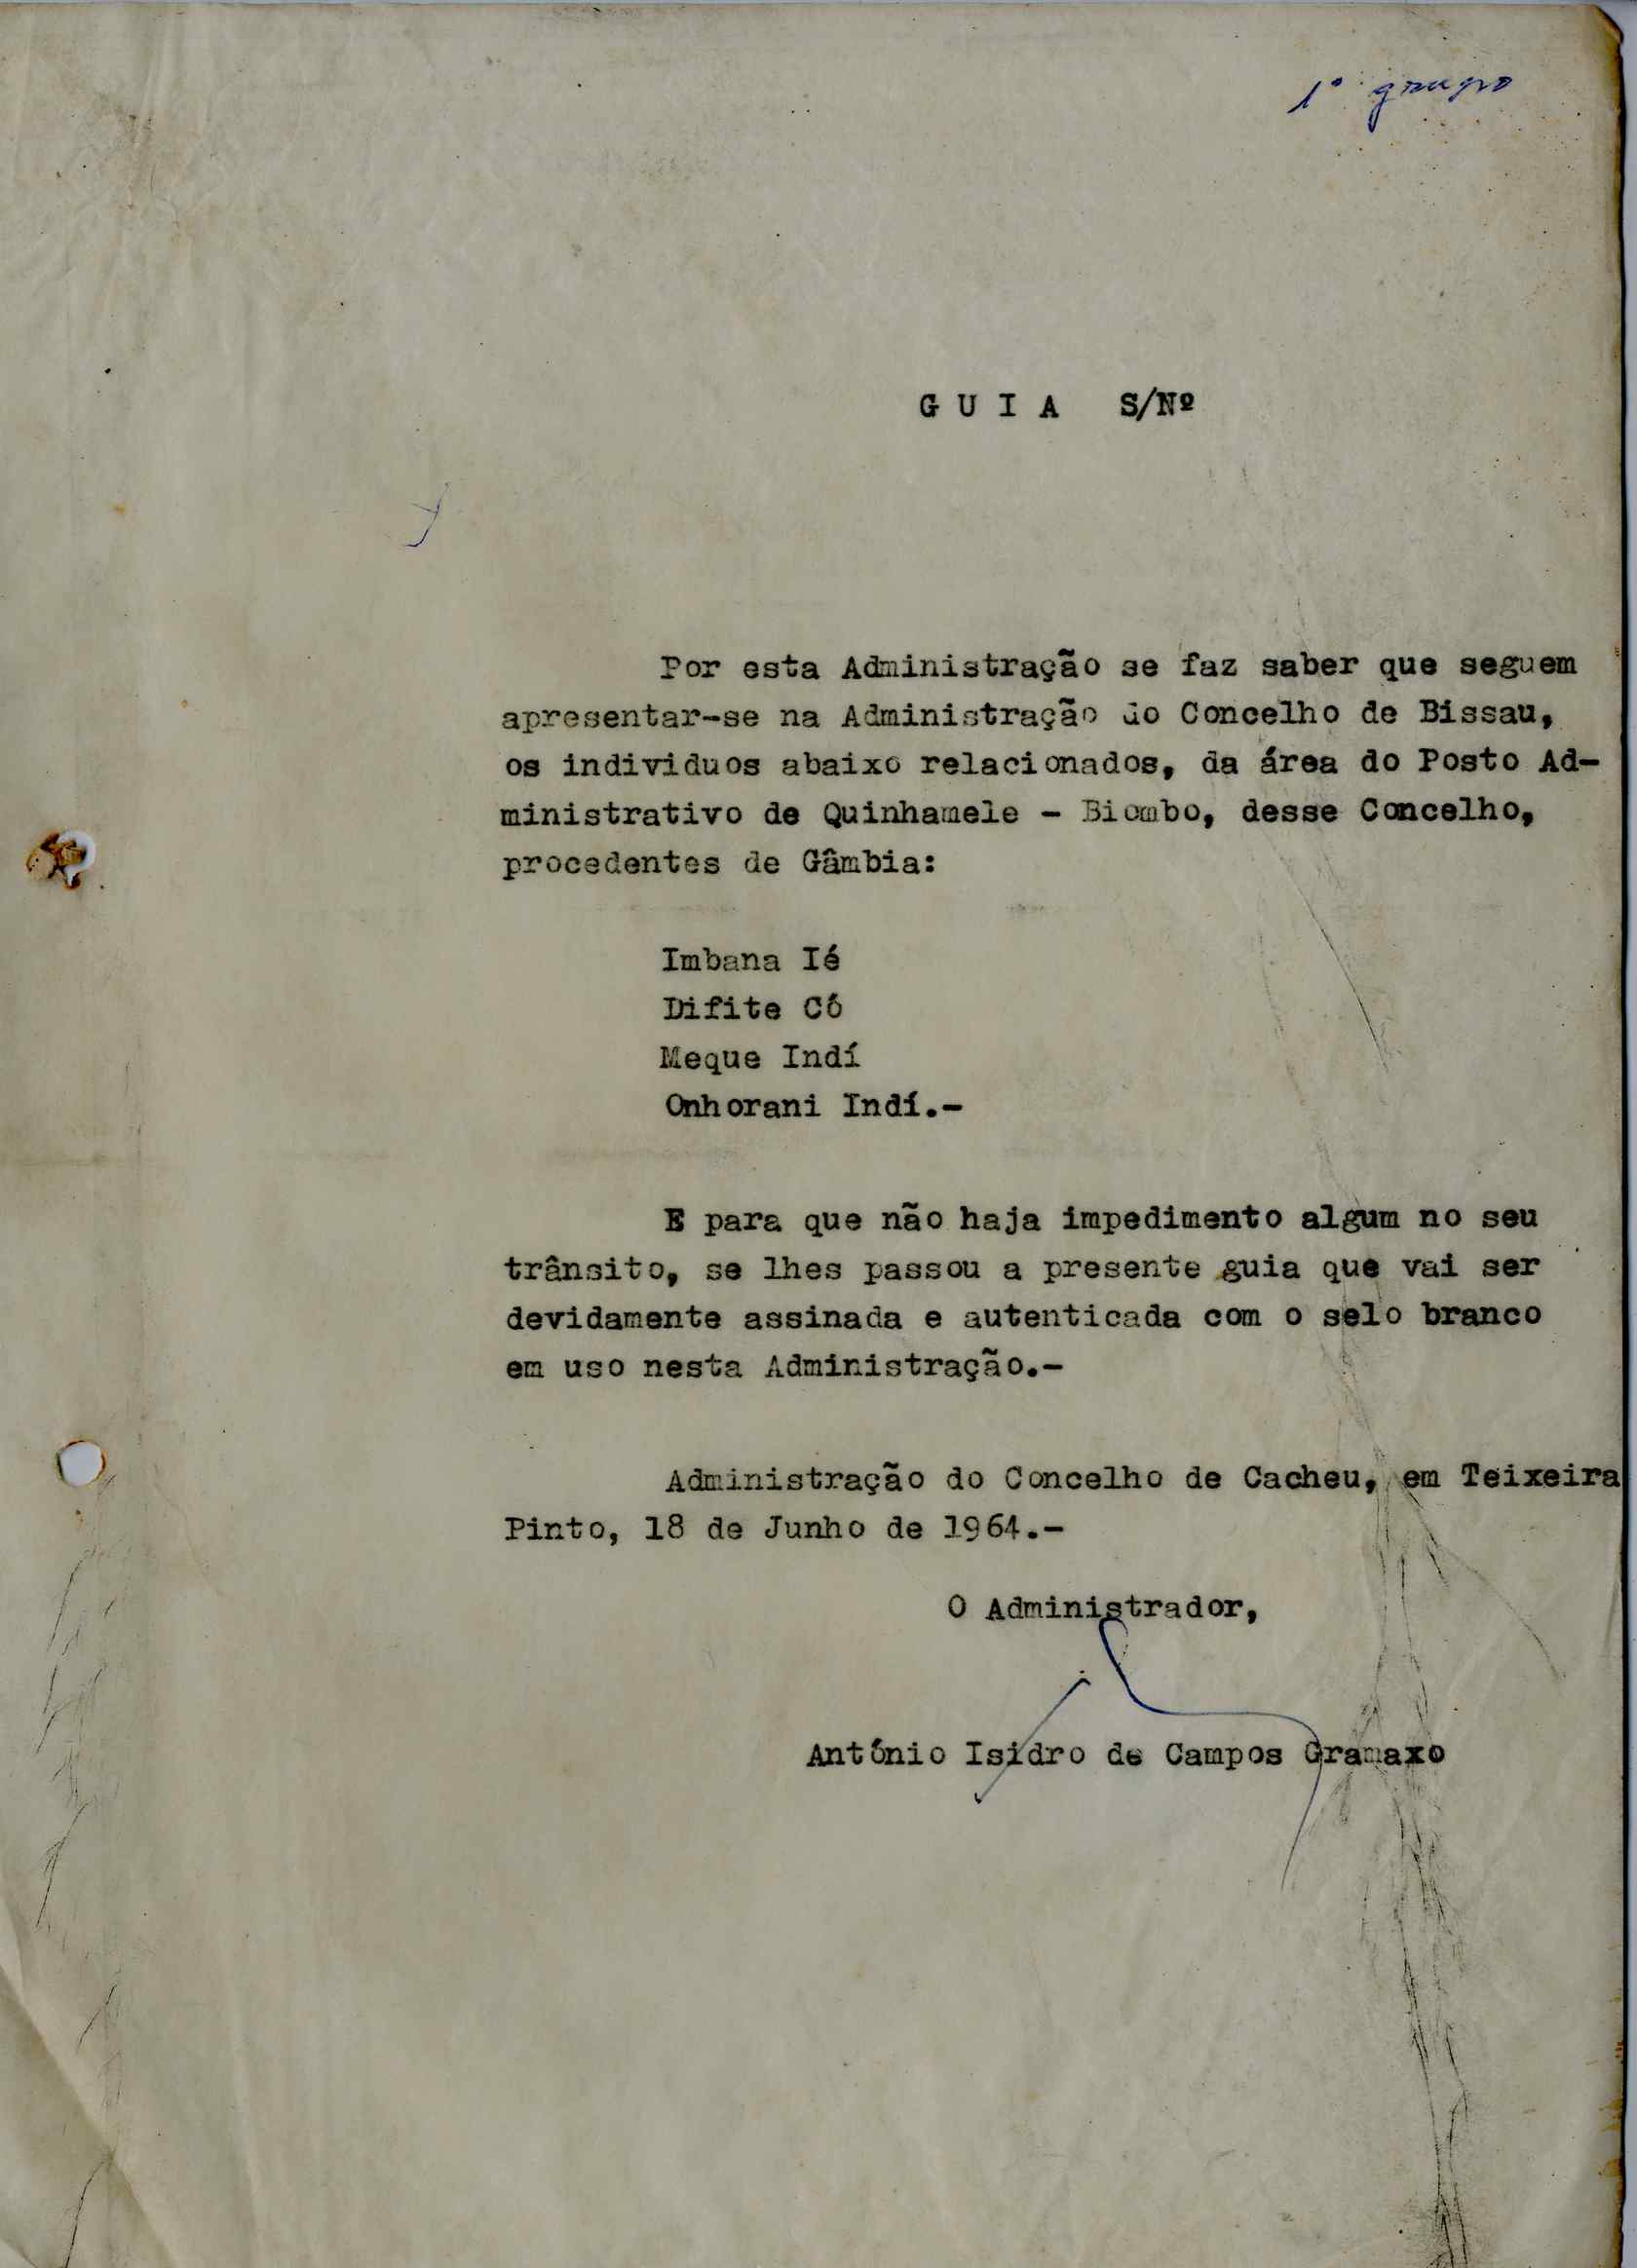 1º grupo
G U I A S/Nº
Por esta Administração se faz saber que seguem
apresentar-se na Administração do Concelho de Bissau,
os individuos abaixo relacionados, da área do Posto Ad-
ministrativo de Quinhamele - Biombo, desse Concelho,
procedentes de Gâmbia:
Imbana Ié
Difite Có
Meque Indí
Onhorani Indí.-
E para que não haja impedimento algum no seu
trânsito, se lhes passou a presente guia que vai ser
devidamente assinada e autenticada com o selo branco
em uso nesta Administração.-
Administração do Concelho de Cacheu, em Teixeira
Pinto, 18 de Junho de 1964.-
O Administrador,
António Isidro de Campos Gramaxo